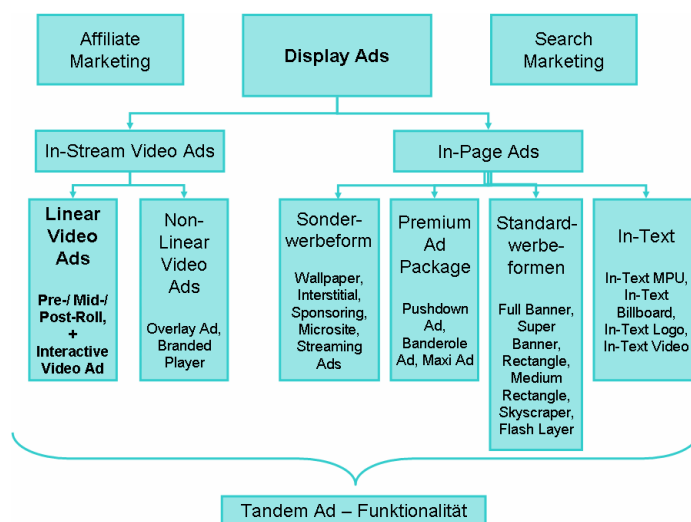 Affiliate
Marketing
Display Ads
Search
Marketing
In-Stream Video Ads
In-Page Ads
Linear
Video
Ads
Pre-/ Mid-/
Post-Roll,
+
Interactive
Video Ad
Non-
Linear
Video
Ads
Overlay Ad,
Branded
Player
Sonder-
werbeform
Wallpaper,
Interstitial,
Sponsoring,
Microsite,
Streaming
Ads
Premium
Ad
Package
Pushdown
Ad,
Banderole
Ad, Maxi Ad
Standard-
werbe-
formen
Full Banner,
Super
Banner,
Rectangle,
Medium
Rectangle,
Skyscraper,
Flash Layer
In-Text
In-Text MPU,
In-Text
Billboard,
In-Text Logo,
In-Text Video
Tandem Ad – Funktionalität